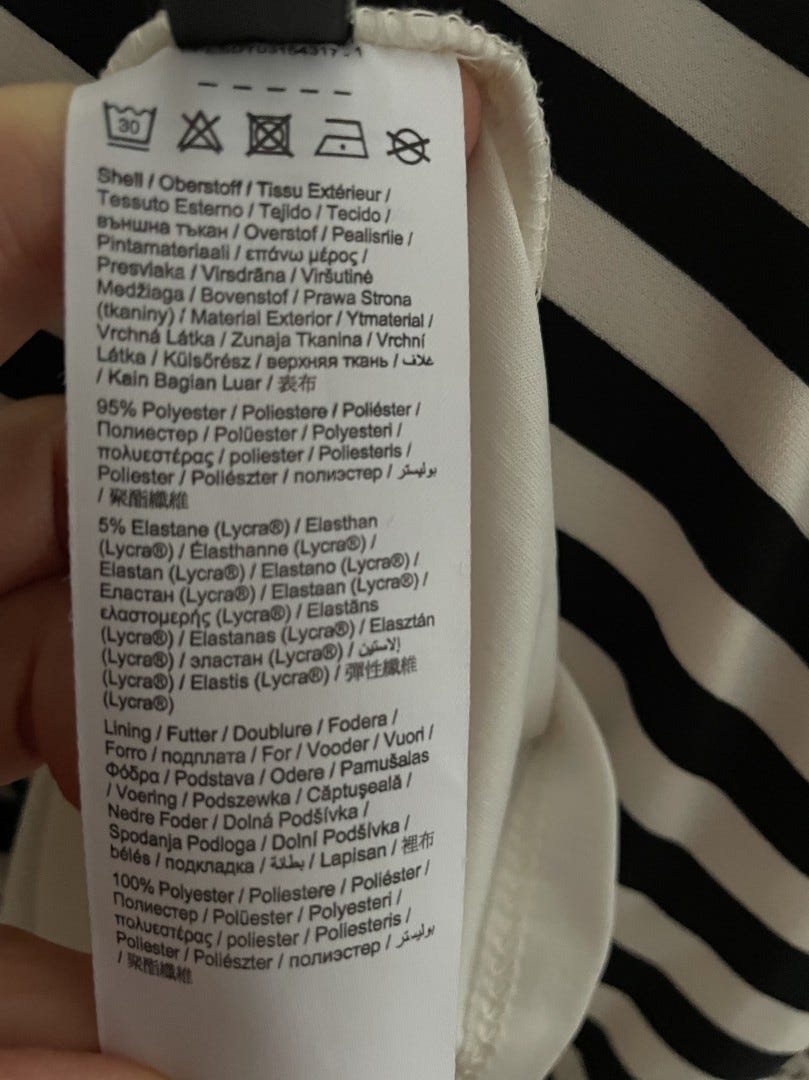 30
Shell / Oberstoff / Tissu Extérieur /
Tessuto Esterno / Tejido / Tecido /
външна тъкан / Overstof / Pealisriie /
Pintamateriaali / επάνω μέρος /
Presvlaka / Virsdrāna / Viršutinė
Medžiaga / Bovenstof / Prawa Strona
(tkaniny) / Material Exterior / Ytmaterial /
Vrchná Látka / Zunaja Tkanina / Vrchní
Látka / Külsőrész / верхняя ткань / غلاف
/ Kain Bagian Luar / 表布
95% Polyester / Poliestere / Poliéster /
Полиестер / Polüester / Polyesteri /
πολυεστέρας / poliester / Poliesteris /
Poliester / Poliészter / полиэстер / بوليستر
/ 聚酯纖維
5% Elastane (Lycra®) / Elasthan
(Lycra®) / Élasthanne (Lycra®) /
Elastan (Lycra®) / Elastano (Lycra®) /
Еластан (Lycra®) / Elastaan (Lycra®) /
ελαστομερής (Lycra®) / Elastāns
(Lycra®) / Elastanas (Lycra®) / Elasztán
(Lycra®) / эластан (Lycra®) / الإلاستين
(Lycra®) / Elastis (Lycra®) / 彈性纖維
(Lycra®)
Lining / Futter / Doublure / Fodera /
Forro / подплата / For / Vooder / Vuori /
Φόδρα / Podstava / Odere / Pamušalas
/ Voering / Podszewka / Căptuşeală /
Nedre Foder / Dolná Podšívka /
Spodanja Podloga / Dolní Podšívka /
bélés / подкладка / بطانة / Lapisan / 裡布
100% Polyester / Poliestere / Poliéster /
Полиестер / Polüester / Polyesteri /
πολυεστέρας / poliester / Poliesteris /
Poliester / Poliészter / полиэстер / بوليستر
/ 聚酯纖維